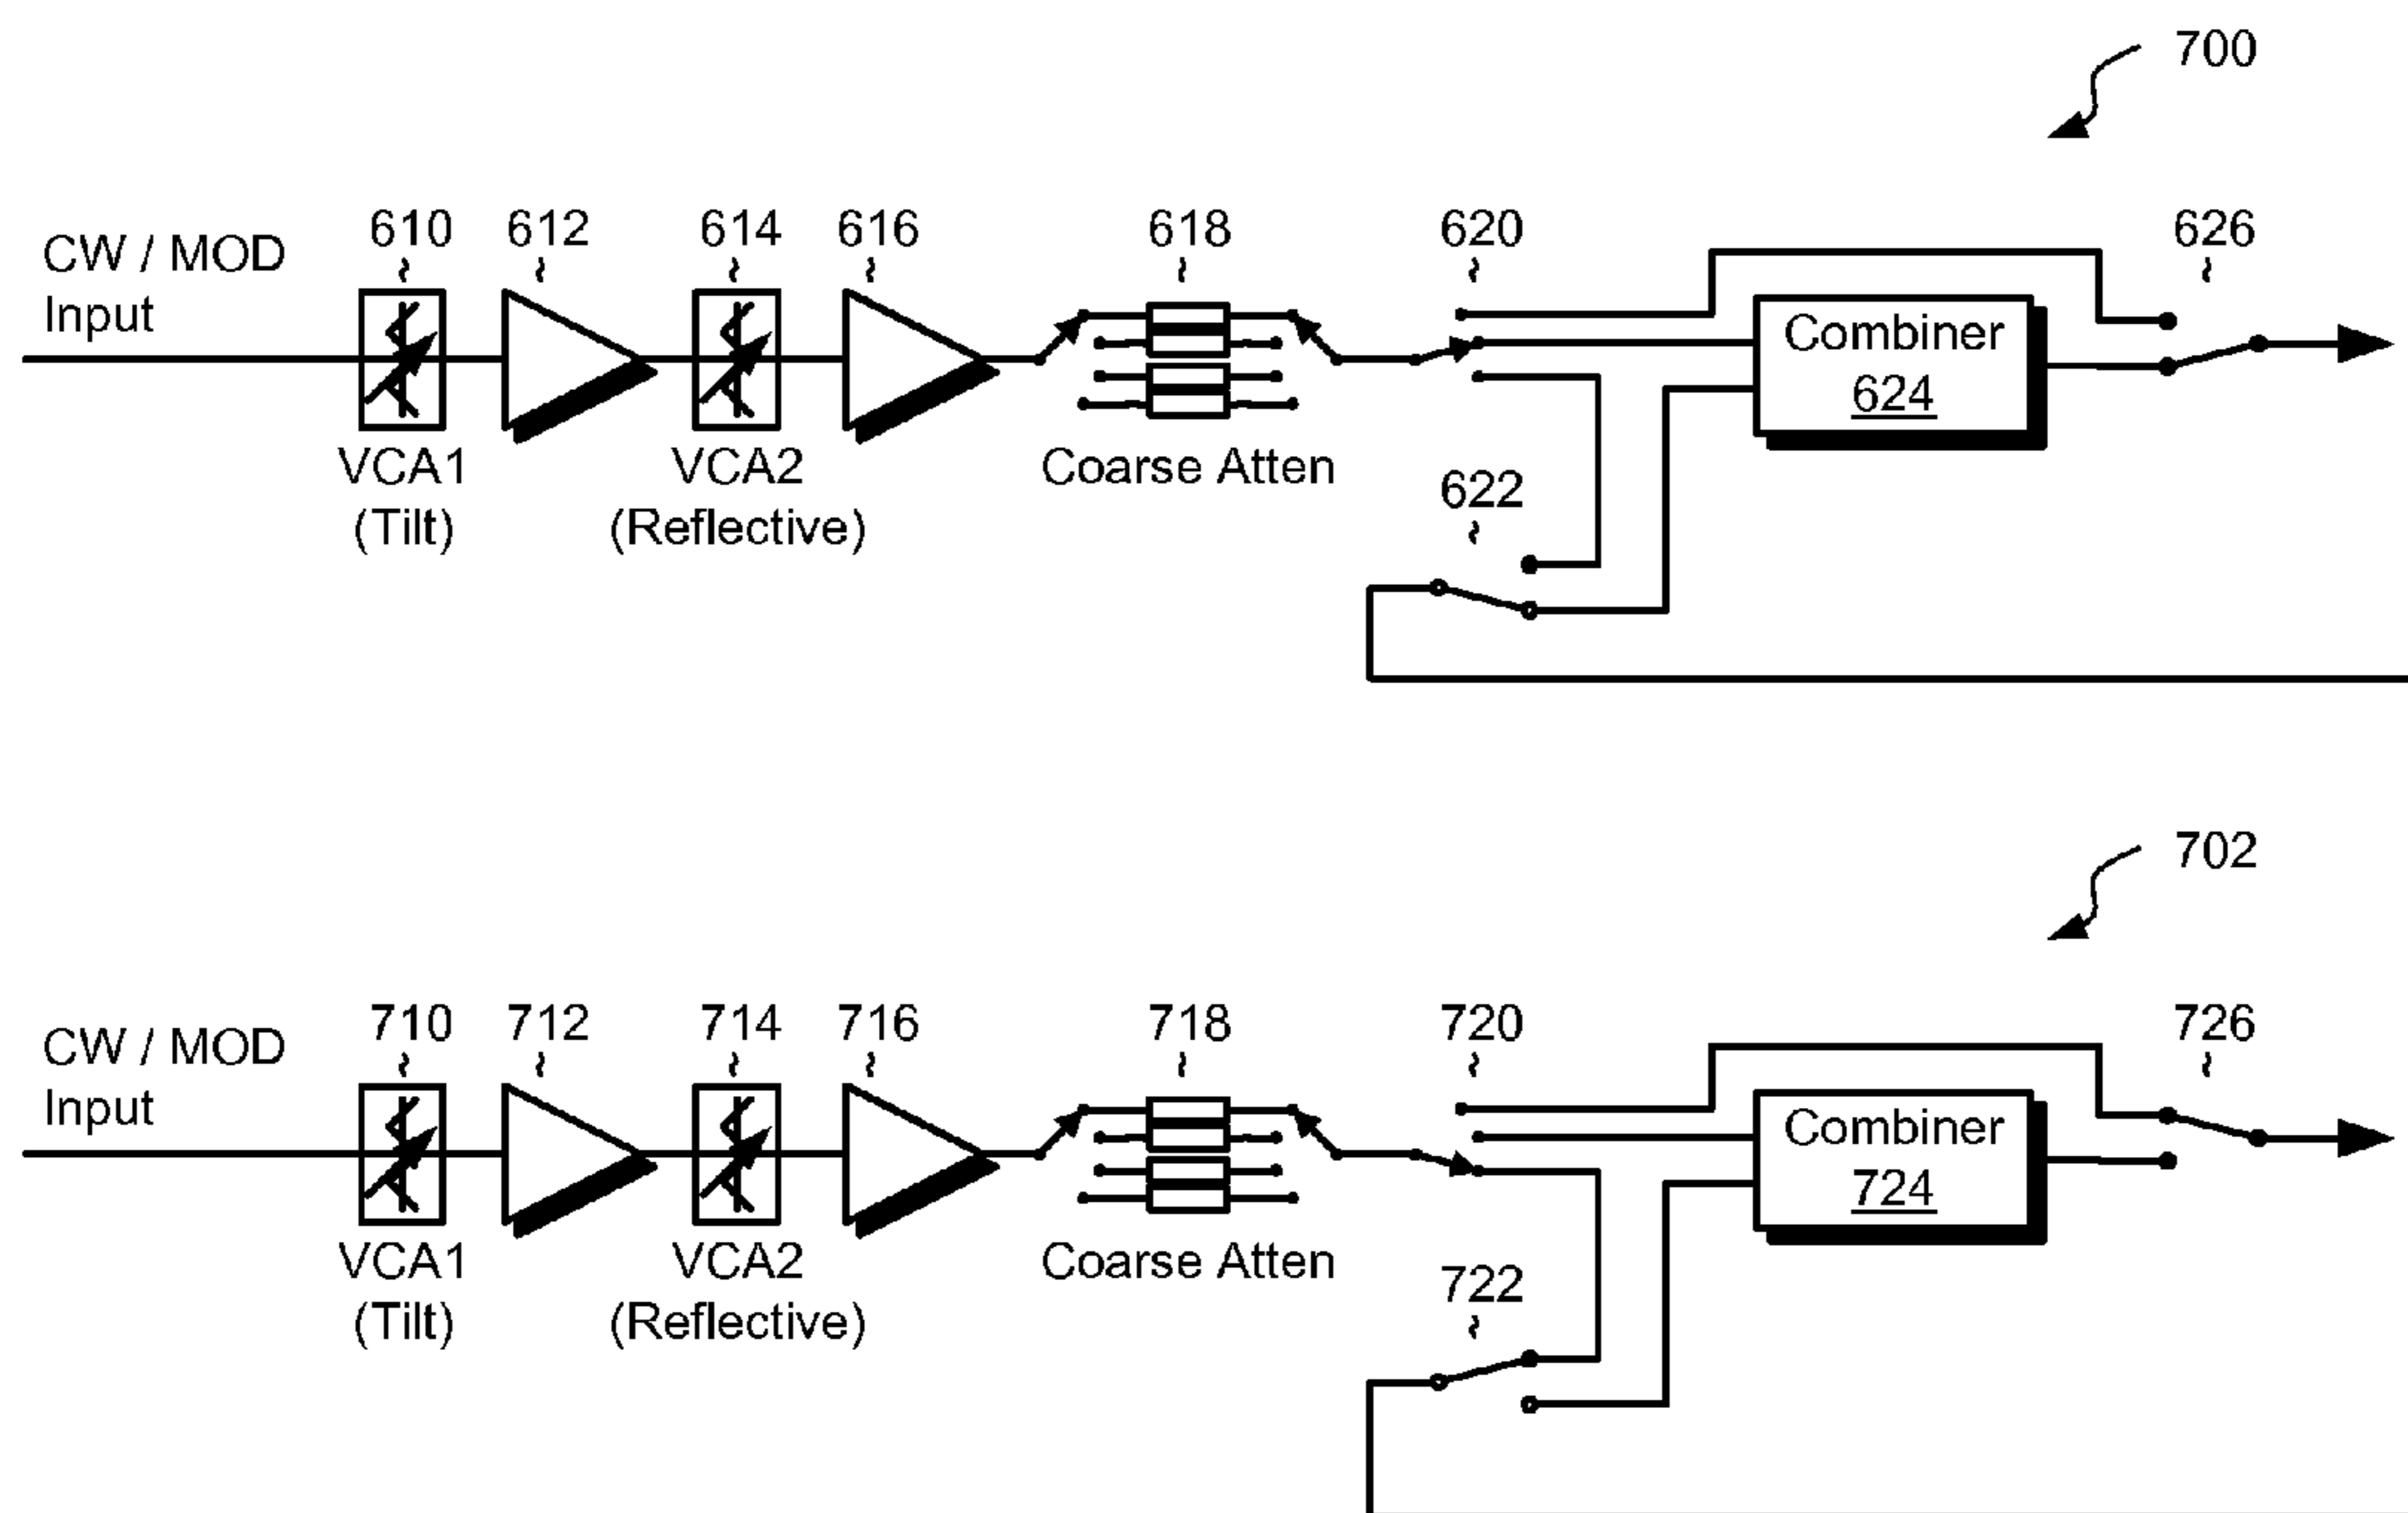 700
610
612
614
616
618
620
626
CW / MOD
Input
Combiner
624
VCA1
(Tilt)
VCA2
(Reflective)
Coarse Atten
622
702
710
712
714
716
718
720
726
CW / MOD
Input
Combiner
724
VCA1
(Tilt)
VCA2
(Reflective)
Coarse Atten
722